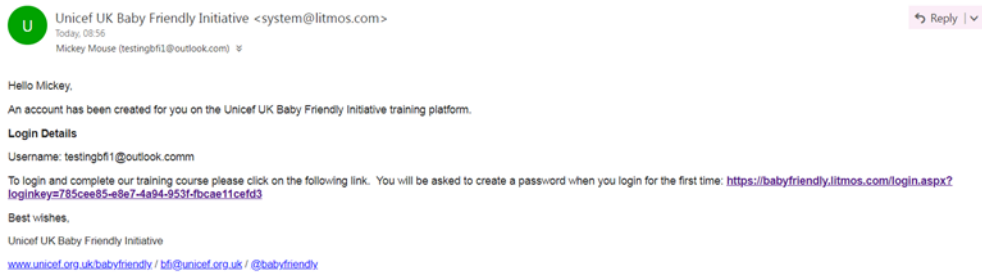 U
Unicef UK Baby Friendly Initiative <system@litmos.com>
Reply
Today, 08:56
Mickey Mouse (testingbfi1@outlook.com)
Hello Mickey,
An account has been created for you on the Unicef UK Baby Friendly Initiative training platform.
Login Details
Username: testingbfi1@outlook.comm
To login and complete our training course please click on the following link.  You will be asked to create a password when you login for the first time: https://babyfriendly.litmos.com/login.aspx?
loginkey=785cee85-e8e7-4a94-953f-fbcae11cefd3
Best wishes,
Unicef UK Baby Friendly Initiative
www.unicef.org.uk/babyfriendly / bfi@unicef.org.uk / @babyfriendly